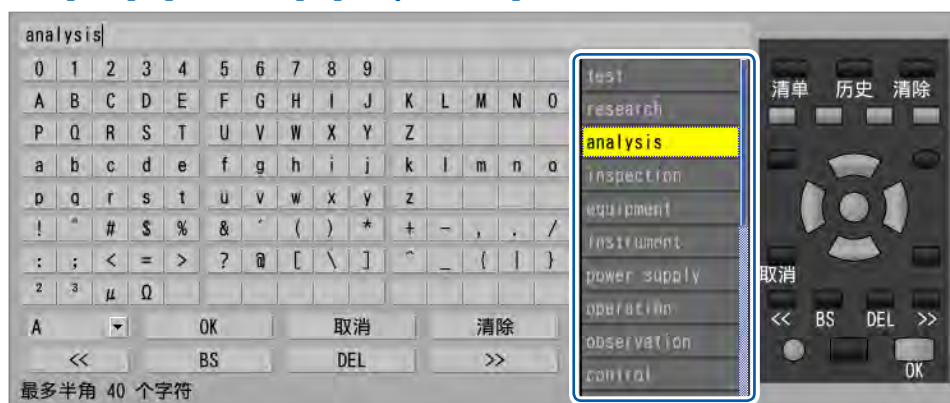 analysis
0 1 2 3 4 5 6 7 8 9
A B C D E F G H I J K L M N O
P Q R S T U V W X Y Z
a b c d e f g h i j k l m n o
p q r s t u v w x y z
! " # $ % & ´ ( ) * + - , . /
: ; < = > ? @ [ \ ] ^ _ { | }
2 3 μ Ω
A OK 取消 清除
<< BS DEL >>
最多半角 40 个字符
test
research
analysis
inspection
equipment
instrument
power supply
operation
observation
control
清单 历史 清除
取消
<< BS DEL >>
OK